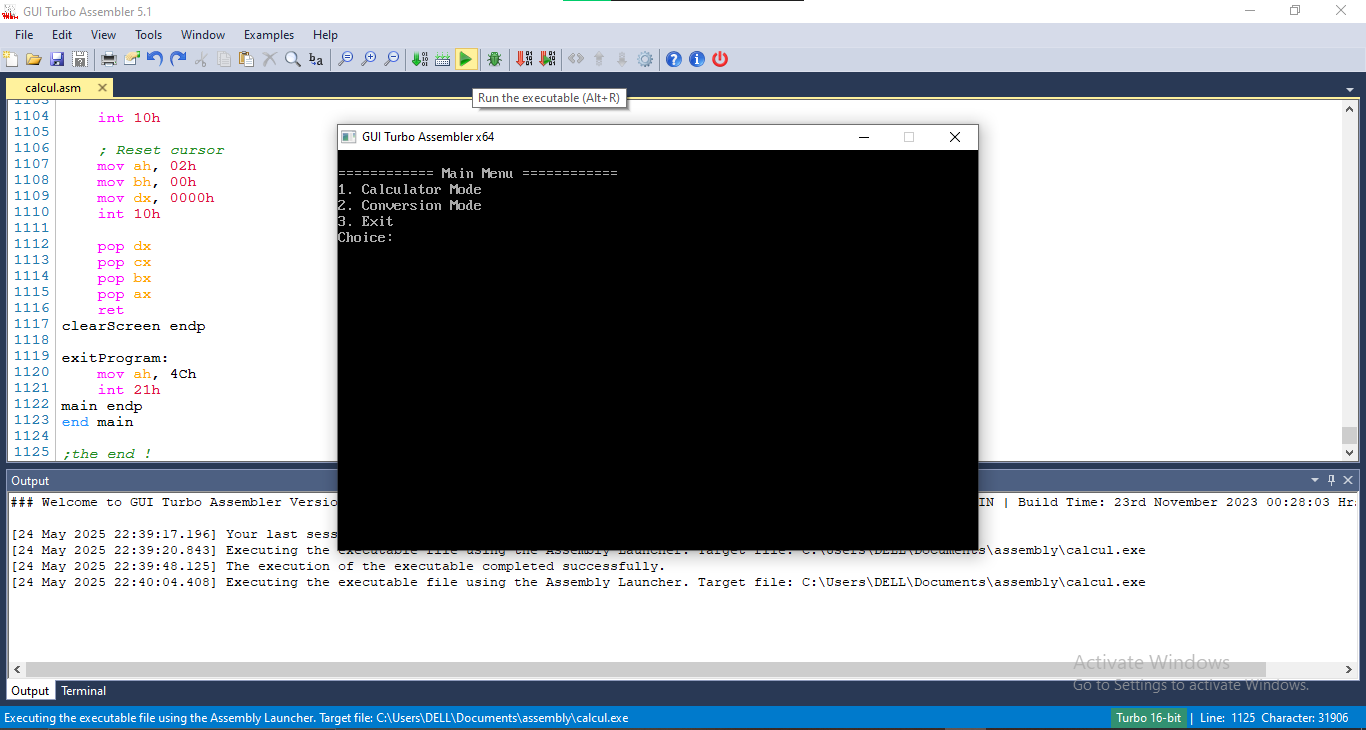 GUI Turbo Assembler 5.1
File Edit View Tools Window Examples Help
calcul.asm
Run the executable (Alt+R)
1104 int 10h
1105
1106 ; Reset cursor
1107 mov ah, 02h
1108 mov bh, 00h
1109 mov dx, 0000h
1110 int 10h
1111
1112 pop dx
1113 pop cx
1114 pop bx
1115 pop ax
1116 ret
1117 clearScreen endp
1118
1119 exitProgram:
1120 mov ah, 4Ch
1121 int 21h
1122 main endp
1123 end main
1124
1125 ;the end !
GUI Turbo Assembler x64
============ Main Menu ============
1. Calculator Mode
2. Conversion Mode
3. Exit
Choice:
Output
### Welcome to GUI Turbo Assembler Versio IN | Build Time: 23rd November 2023 00:28:03 Hr
[24 May 2025 22:39:17.196] Your last sess
[24 May 2025 22:39:20.843] Executing the executable file using the Assembly Launcher. Target file: C:\Users\DELL\Documents\assembly\calcul.exe
[24 May 2025 22:39:48.125] The execution of the executable completed successfully.
[24 May 2025 22:40:04.408] Executing the executable file using the Assembly Launcher. Target file: C:\Users\DELL\Documents\assembly\calcul.exe
Activate Windows
Go to Settings to activate Windows.
Output Terminal
Executing the executable file using the Assembly Launcher. Target file: C:\Users\DELL\Documents\assembly\calcul.exe
Turbo 16-bit | Line: 1125 Character: 31906